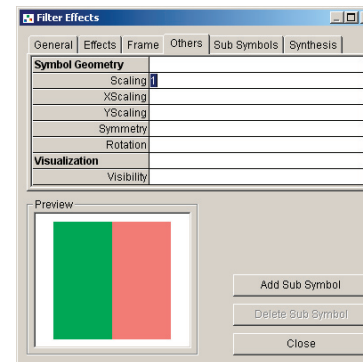 Filter Effects
General Effects Frame Others Sub Symbols Synthesis
Symbol Geometry
Scaling 1
XScaling
YScaling
Symmetry
Rotation
Visualization
Visibility
Preview
Add Sub Symbol
Delete Sub Symbol
Close